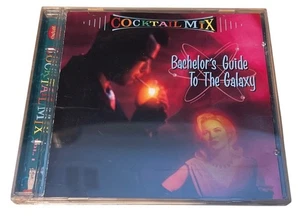 COCKTAIL MIX
Bachelor's Guide
To The Galaxy
COCKTAIL MIX